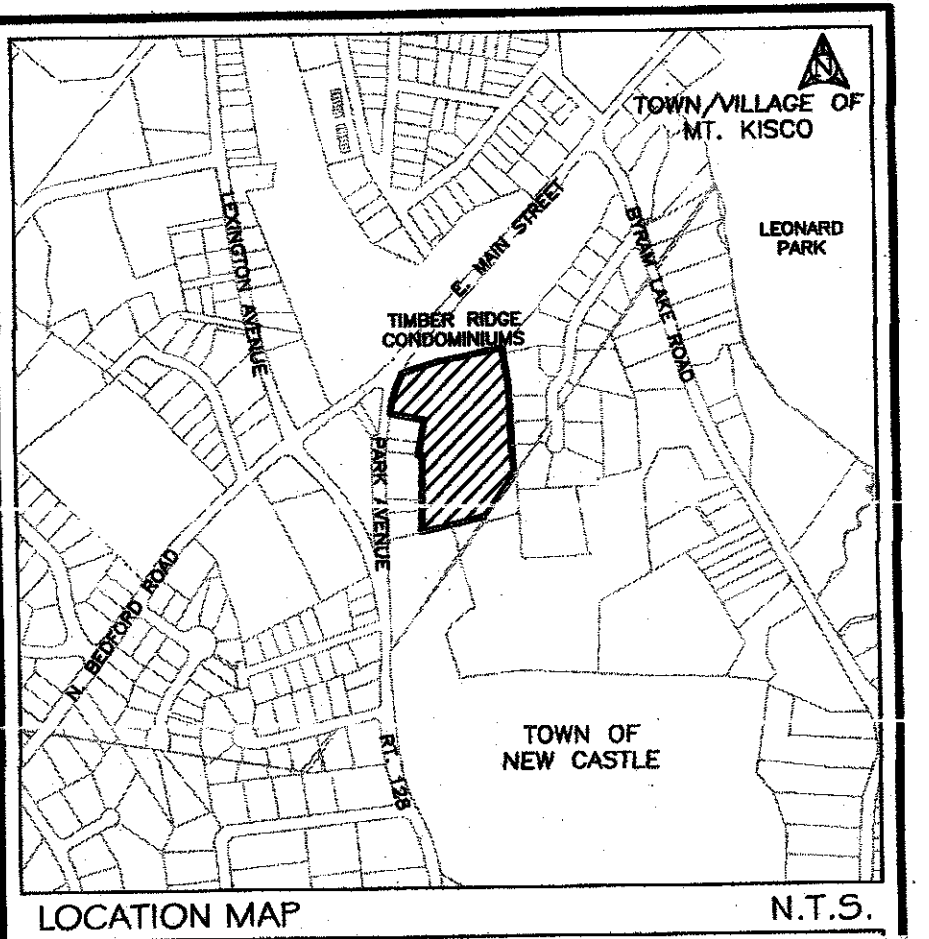 N
TOWN/VILLAGE OF
MT. KISCO
LEONARD
PARK
LEXINGTON AVENUE
E. MAIN STREET
BYRAM LAKE ROAD
TIMBER RIDGE
CONDOMINIUMS
PARK AVENUE
N. BEDFORD ROAD
TOWN OF
NEW CASTLE
RT. 128
LOCATION MAP
N.T.S.